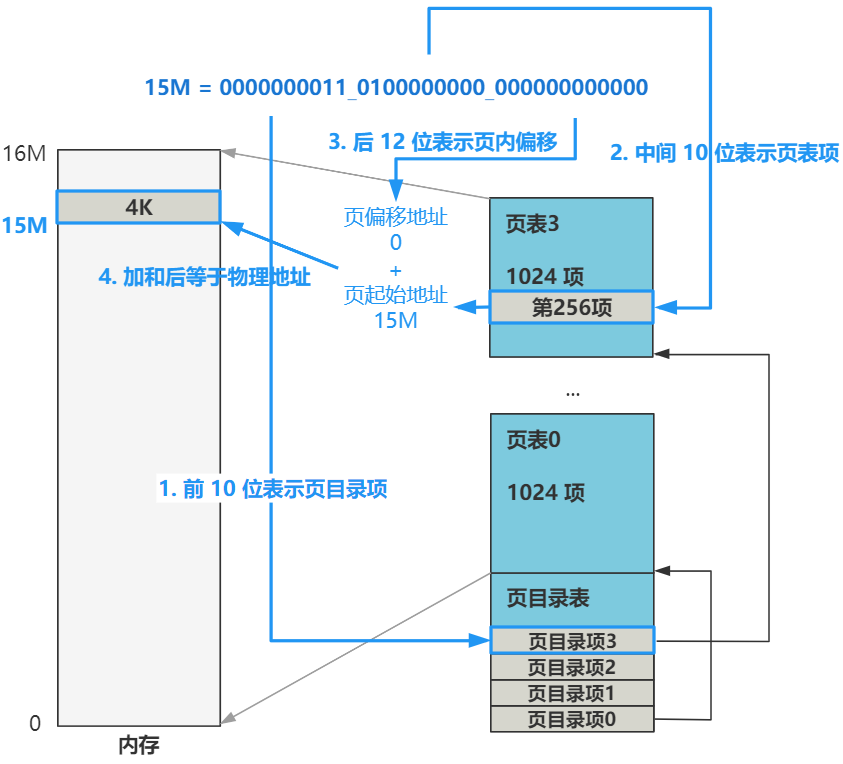 15M = 0000000011_0100000000_000000000000
3. 后 12 位表示页内偏移
2. 中间 10 位表示页表项
16M
4K
15M
页偏移地址
0
+
页起始地址
15M
4. 加和后等于物理地址
页表3
1024 项
第256项
...
页表0
1024 项
1. 前 10 位表示页目录项
页目录表
页目录项3
页目录项2
页目录项1
页目录项0
0
内存